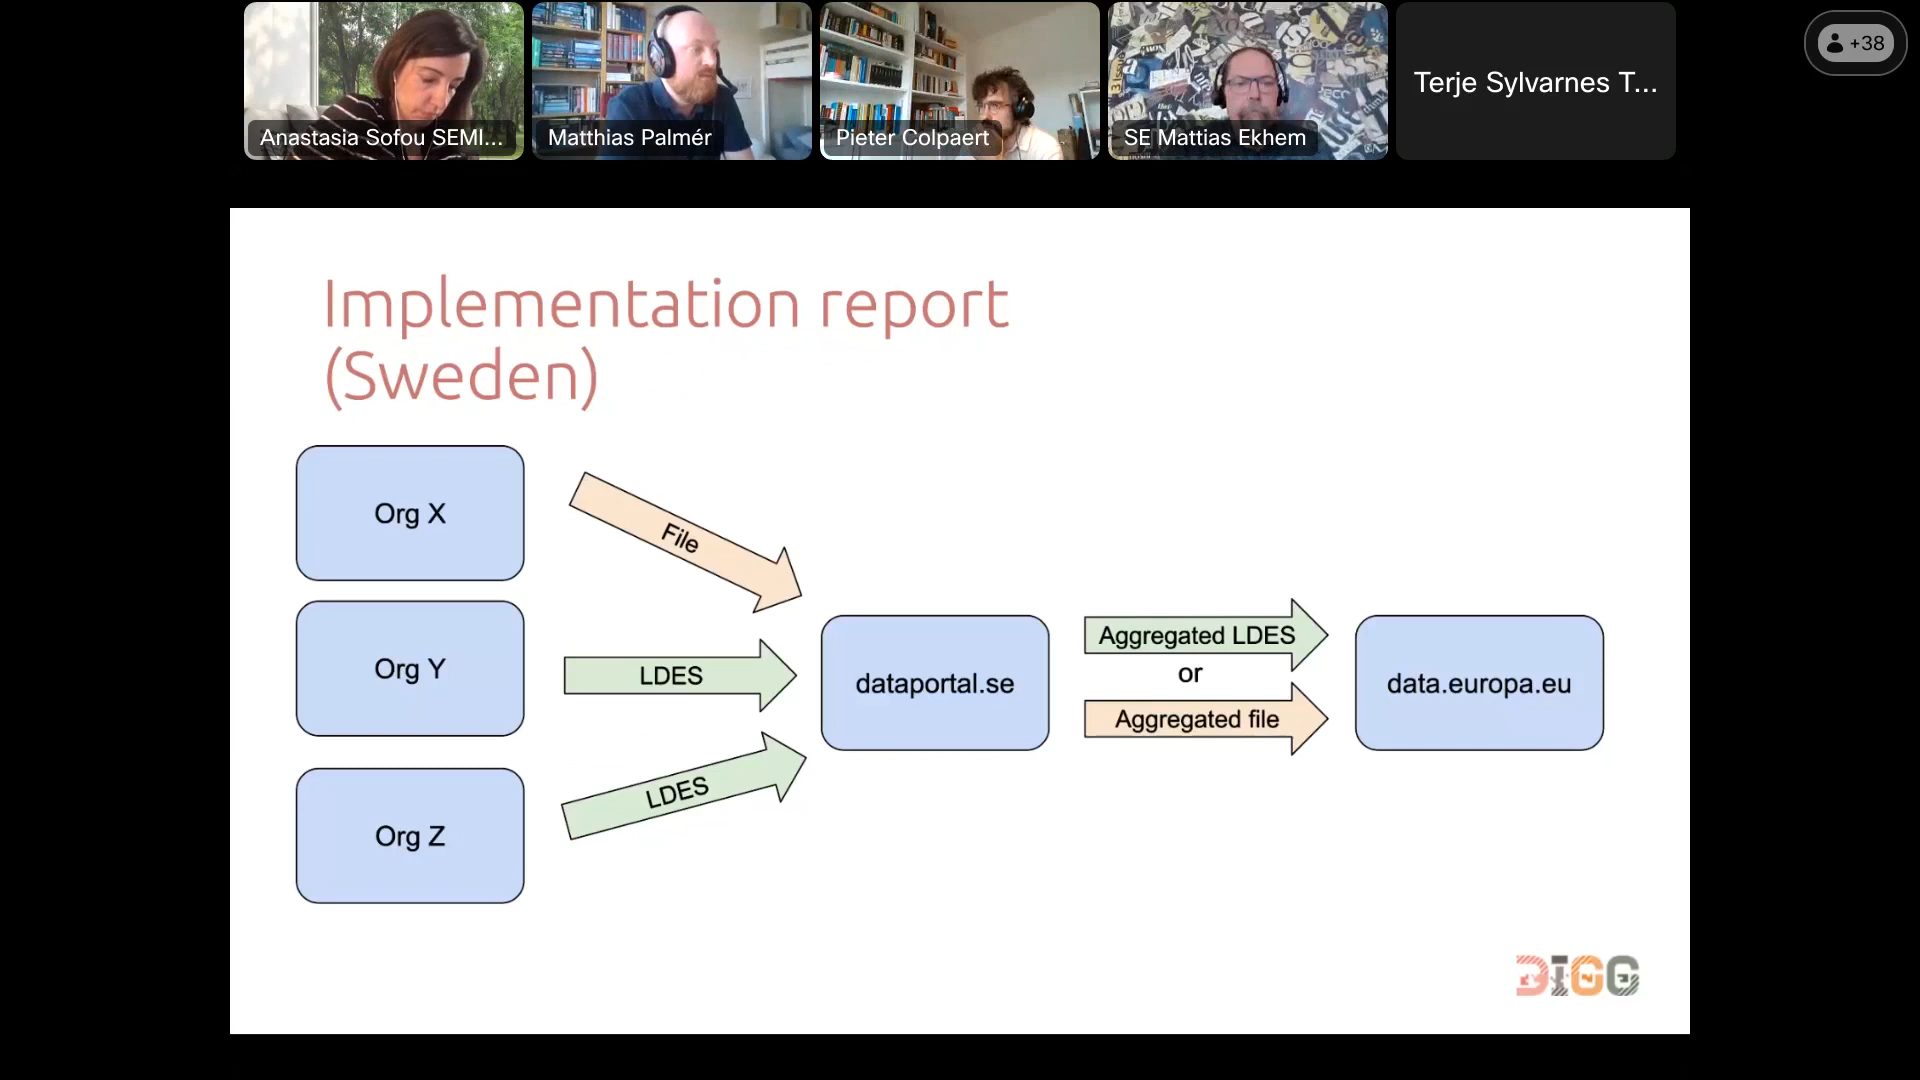 Anastasia Sofou SEMI...
Matthias Palmér
Pieter Colpaert
SE Mattias Ekhem
Terje Sylvarnes T...
+38
Implementation report
(Sweden)
Org X
File
Org Y
LDES
Org Z
LDES
dataportal.se
Aggregated LDES
or
Aggregated file
data.europa.eu
DIGG